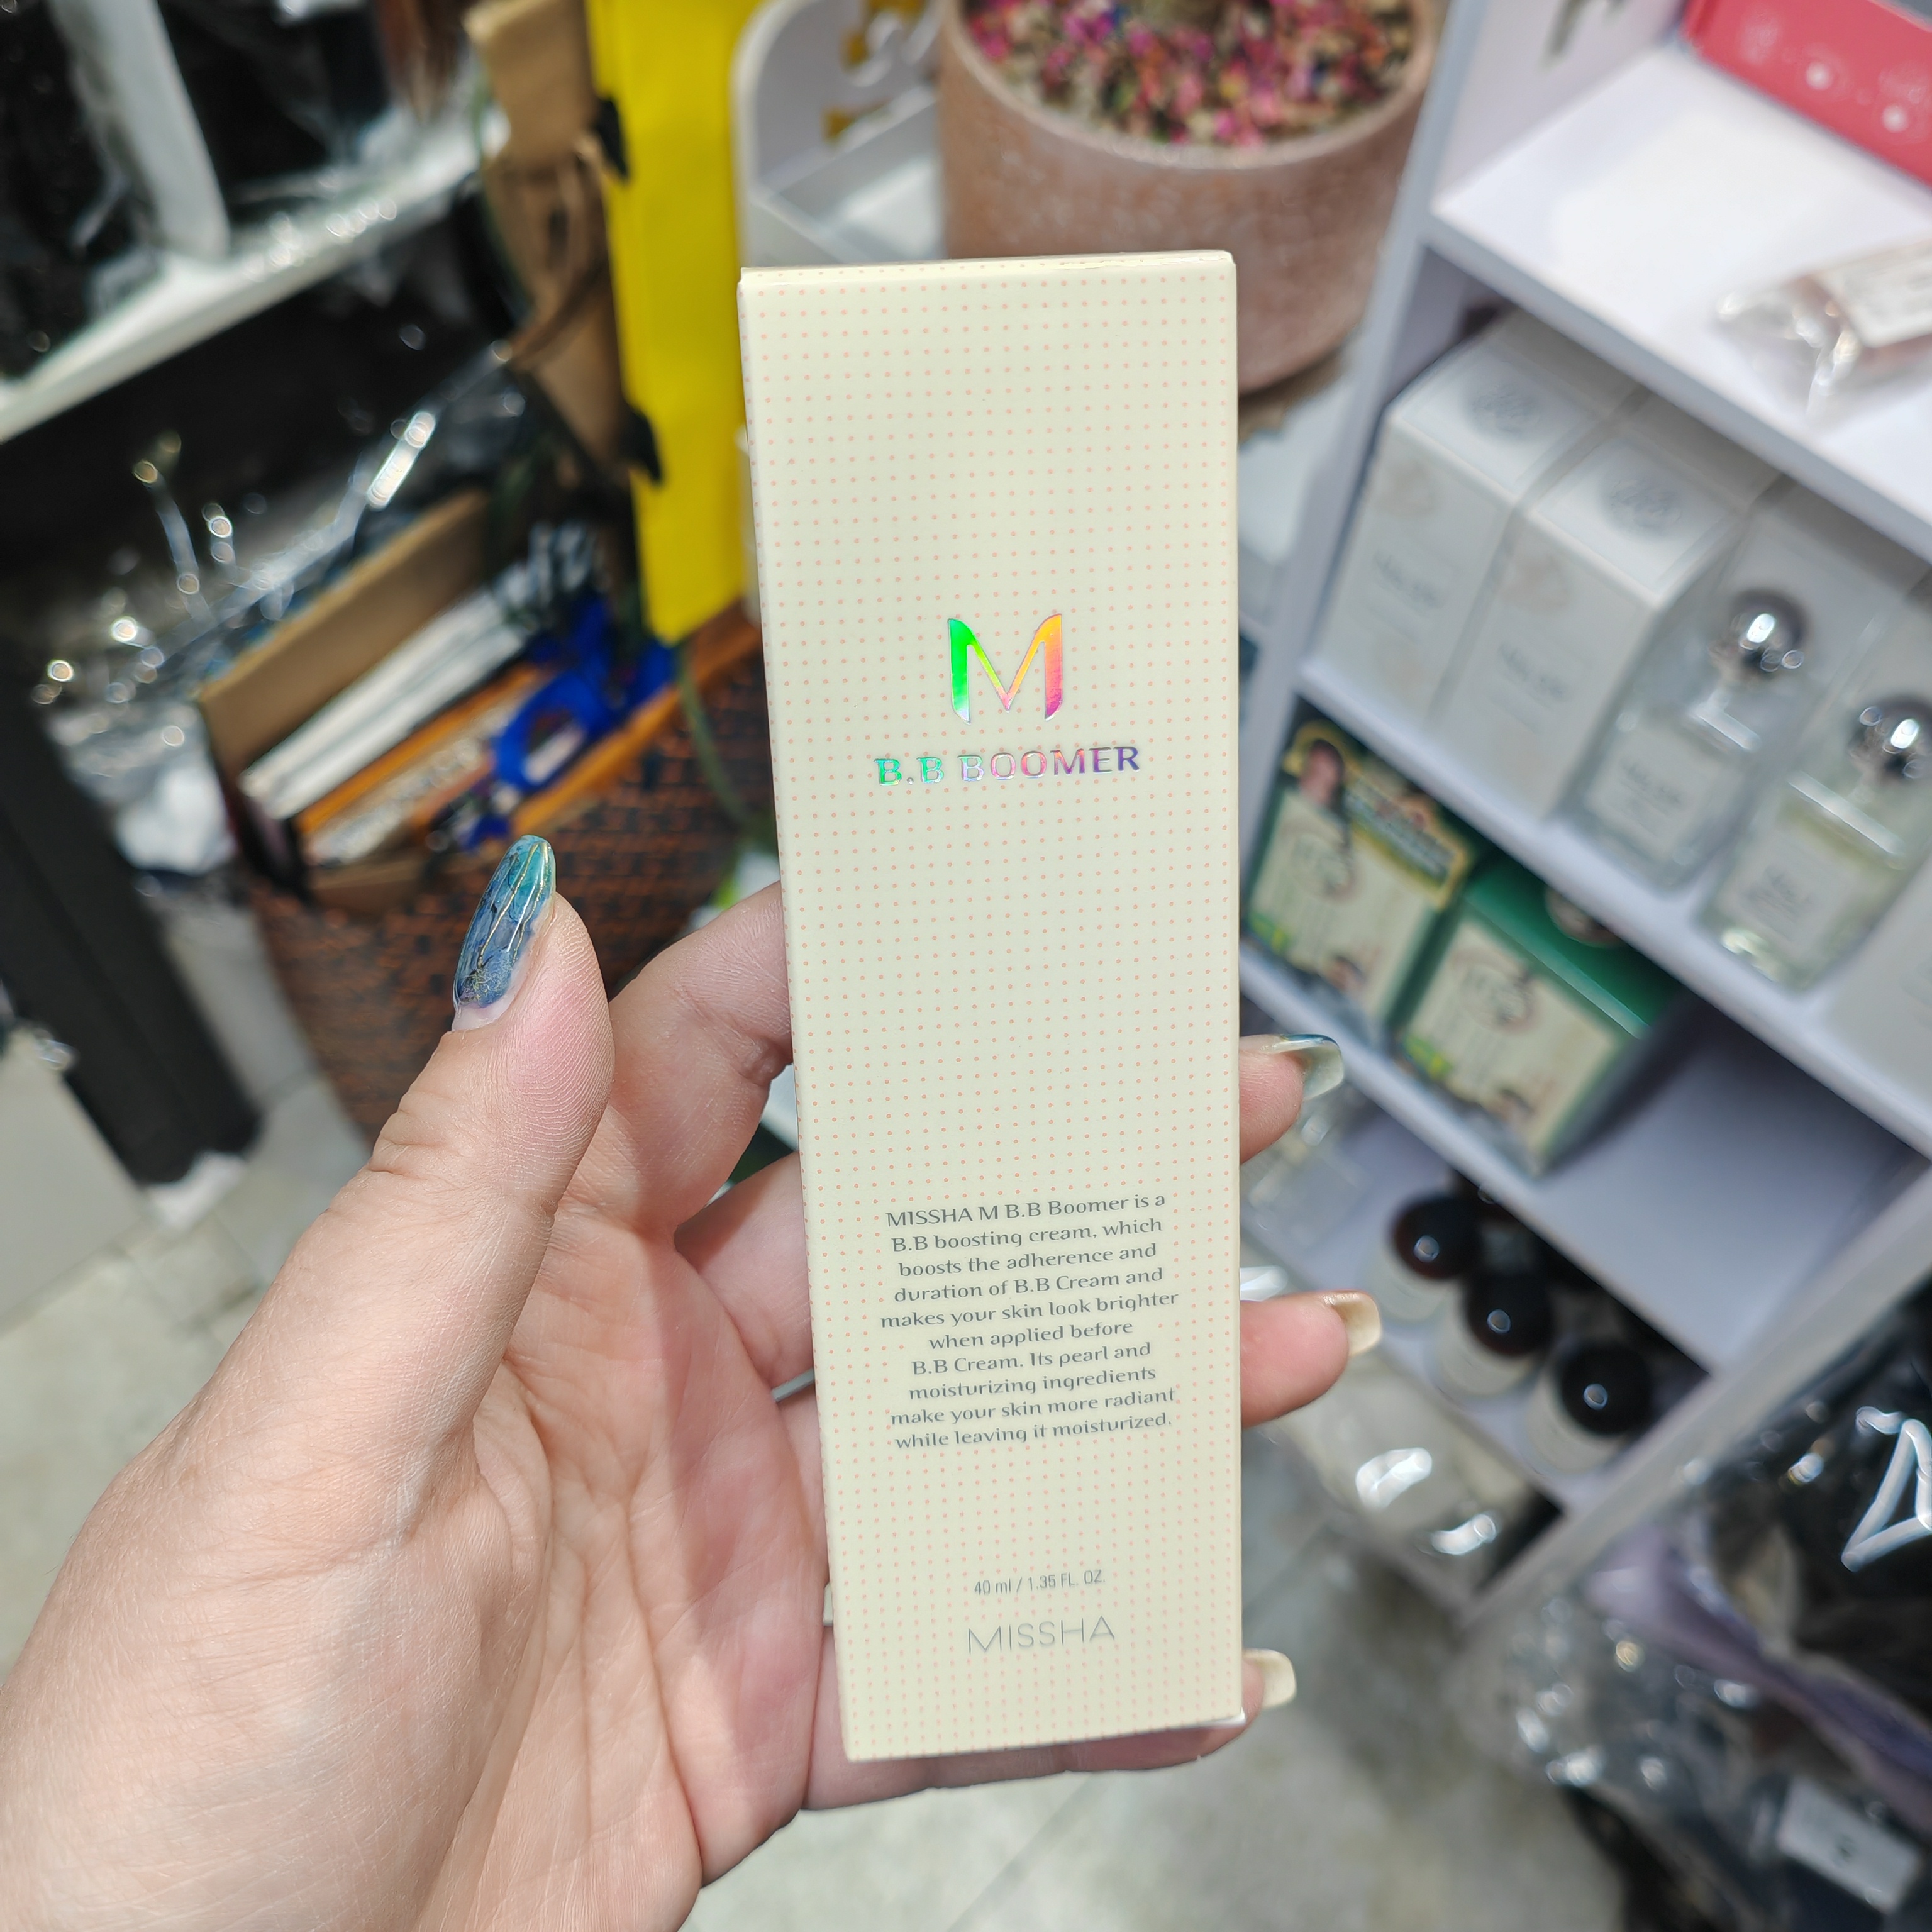 M
B.B BOOMER
MISSHA M B.B Boomer is a
B.B boosting cream, which
boosts the adherence and
duration of B.B Cream and
makes your skin look brighter
when applied before
B.B Cream. Its pearl and
moisturizing ingredients
make your skin more radiant
while leaving it moisturized.
40 ml / 1.35 FL. OZ.
MISSHA